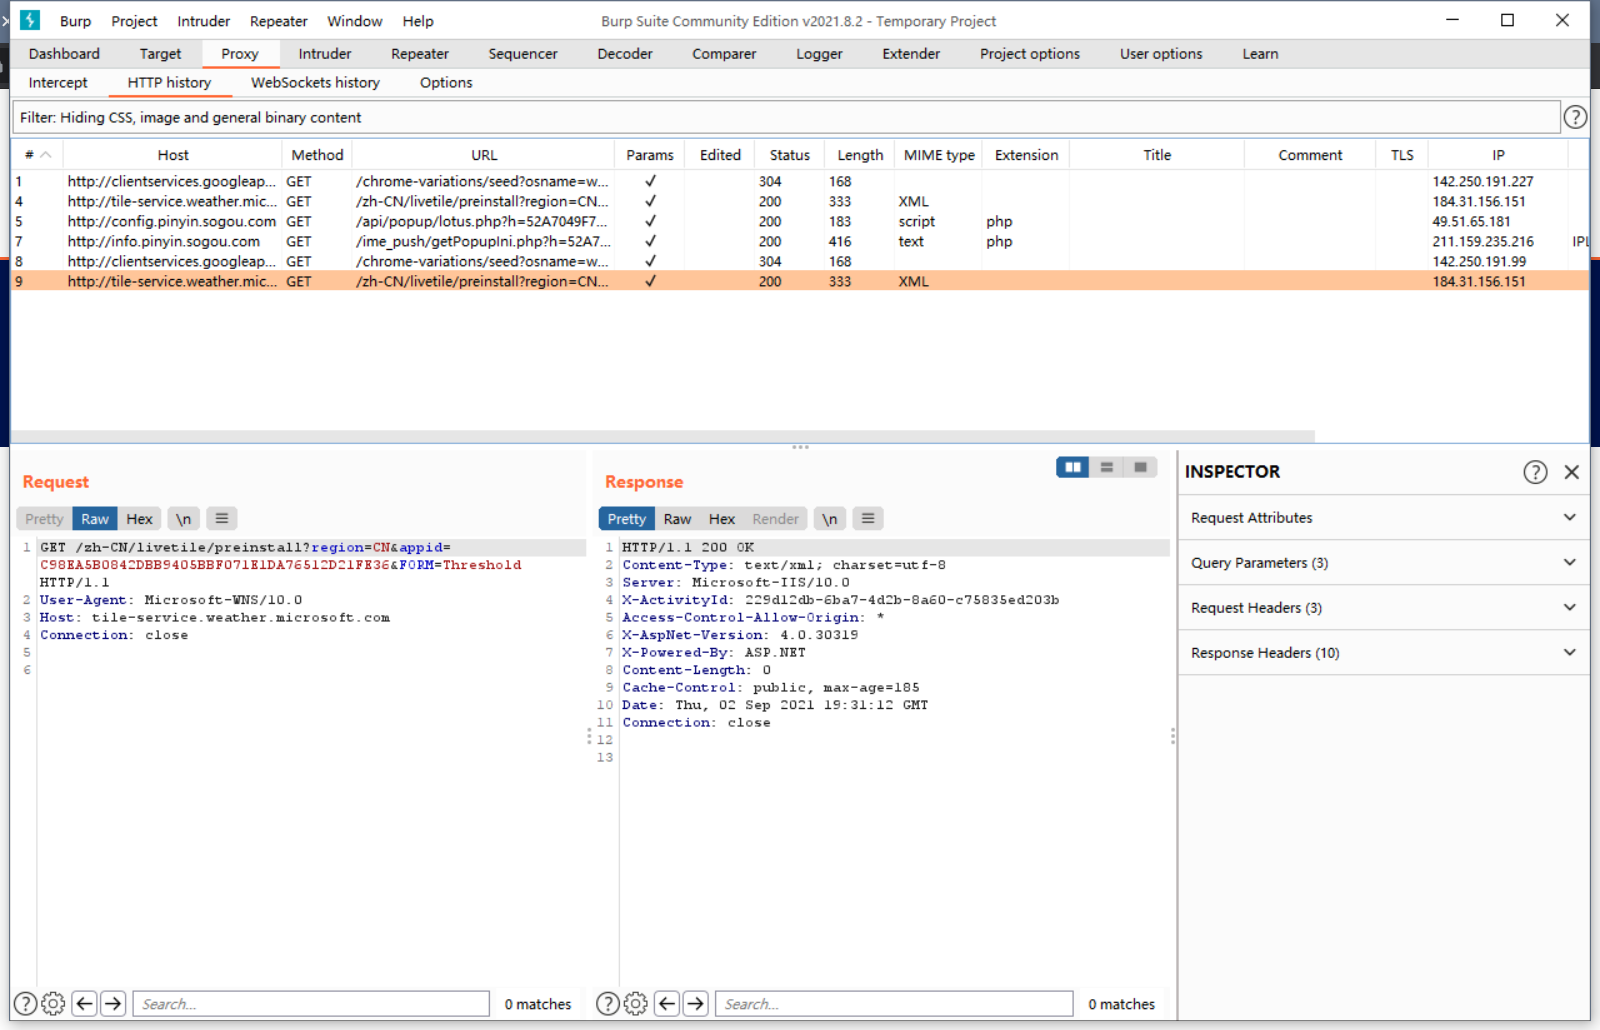 Burp Project Intruder Repeater Window Help Burp Suite Community Edition v2021.8.2 - Temporary Project
Dashboard Target Proxy Intruder Repeater Sequencer Decoder Comparer Logger Extender Project options User options Learn
Intercept HTTP history WebSockets history Options
Filter: Hiding CSS, image and general binary content
# Host Method URL Params Edited Status Length MIME type Extension Title Comment TLS IP
1 http://clientservices.googleap... GET /chrome-variations/seed?osname=w... ✓ 304 168 142.250.191.227
4 http://tile-service.weather.mic... GET /zh-CN/livetile/preinstall?region=CN... ✓ 200 333 XML 184.31.156.151
5 http://config.pinyin.sogou.com GET /api/popup/lotus.php?h=52A7049F7... ✓ 200 183 script php 49.51.65.181
7 http://info.pinyin.sogou.com GET /ime_push/getPopupIni.php?h=52A7... ✓ 200 416 text php 211.159.235.216 IPL
8 http://clientservices.googleap... GET /chrome-variations/seed?osname=w... ✓ 304 168 142.250.191.99
9 http://tile-service.weather.mic... GET /zh-CN/livetile/preinstall?region=CN... ✓ 200 333 XML 184.31.156.151
Request
Pretty Raw Hex \n
1 GET /zh-CN/livetile/preinstall?region=CN&appid=
C98EA5B0842DBB9405BBF071E1DA76512D21FE36&FORM=Threshold
HTTP/1.1
2 User-Agent: Microsoft-WNS/10.0
3 Host: tile-service.weather.microsoft.com
4 Connection: close
5
6
Search...
0 matches
Response
Pretty Raw Hex Render \n
1 HTTP/1.1 200 OK
2 Content-Type: text/xml; charset=utf-8
3 Server: Microsoft-IIS/10.0
4 X-ActivityId: 229d12db-6ba7-4d2b-8a60-c75835ed203b
5 Access-Control-Allow-Origin: *
6 X-AspNet-Version: 4.0.30319
7 X-Powered-By: ASP.NET
8 Content-Length: 0
9 Cache-Control: public, max-age=185
10 Date: Thu, 02 Sep 2021 19:31:12 GMT
11 Connection: close
12
13
Search...
0 matches
INSPECTOR
Request Attributes
Query Parameters (3)
Request Headers (3)
Response Headers (10)